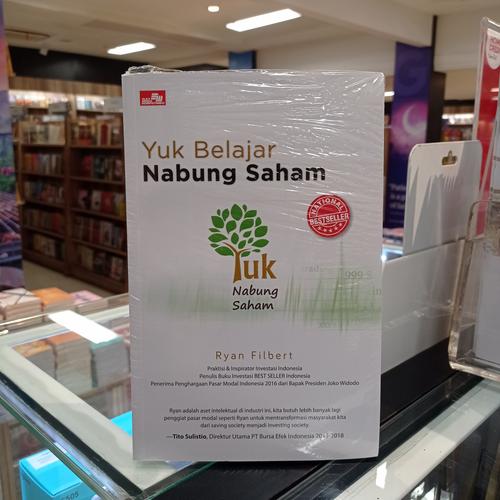 Yuk Belajar
Nabung Saham
NATIONAL
BESTSELLER
Yuk
Nabung
Saham
Ryan Filbert
Praktisi & Inspirator Investasi Indonesia
Penulis Buku Investasi BEST SELLER Indonesia
Penerima Penghargaan Pasar Modal Indonesia 2016 dari Bapak Presiden Joko Widodo
Ryan adalah aset intelektual di industri ini, kita butuh lebih banyak lagi
penggiat pasar modal seperti Ryan untuk mentransformasi masyarakat kita
dari saving society menjadi investing society.
—Tito Sulistio, Direktur Utama PT Bursa Efek Indonesia 2015-2018